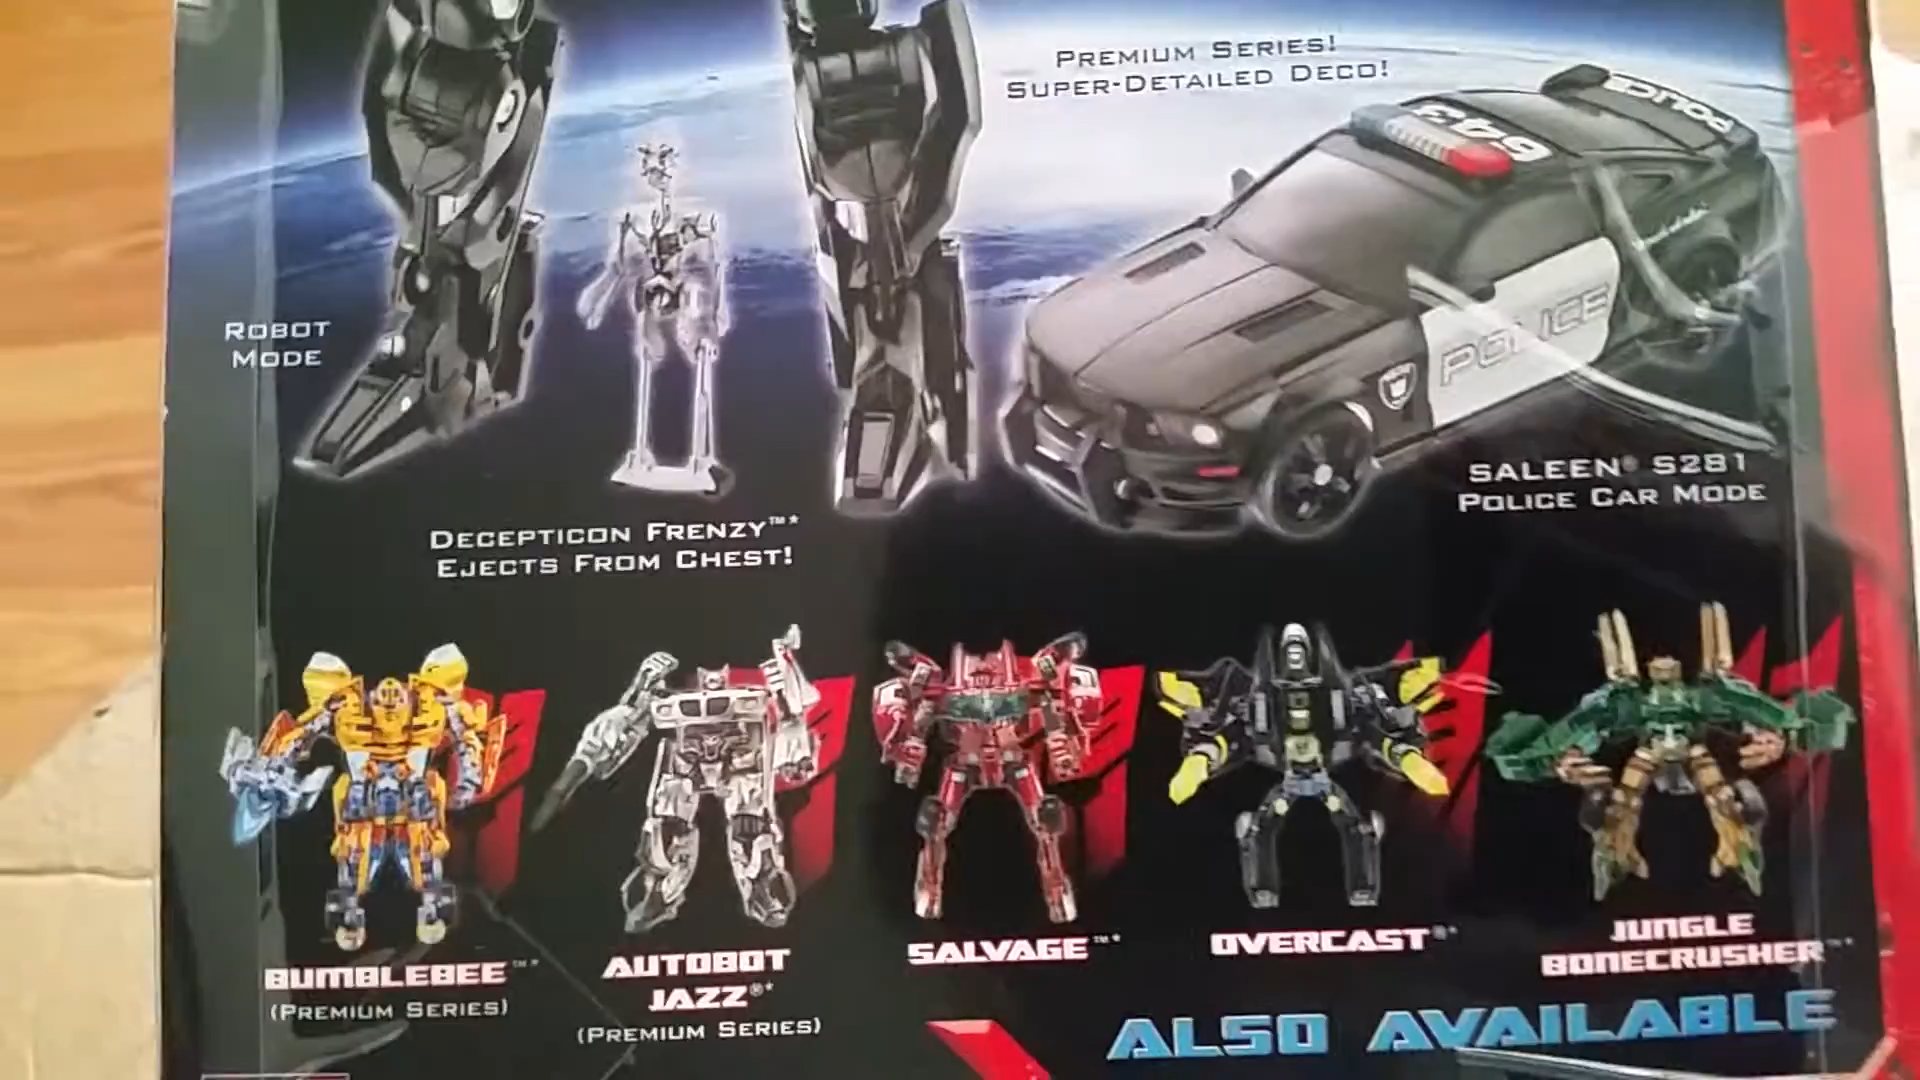 PREMIUM SERIES!
SUPER-DETAILED DECO!
POLICE
643
POLICE
ROBOT
MODE
SALEEN® S281
POLICE CAR MODE
DECEPTICON FRENZY™*
EJECTS FROM CHEST!
BUMBLEBEE™*
(PREMIUM SERIES)
AUTOBOT
JAZZ®*
(PREMIUM SERIES)
SALVAGE™*
OVERCAST®*
JUNGLE
BONECRUSHER™*
ALSO AVAILABLE